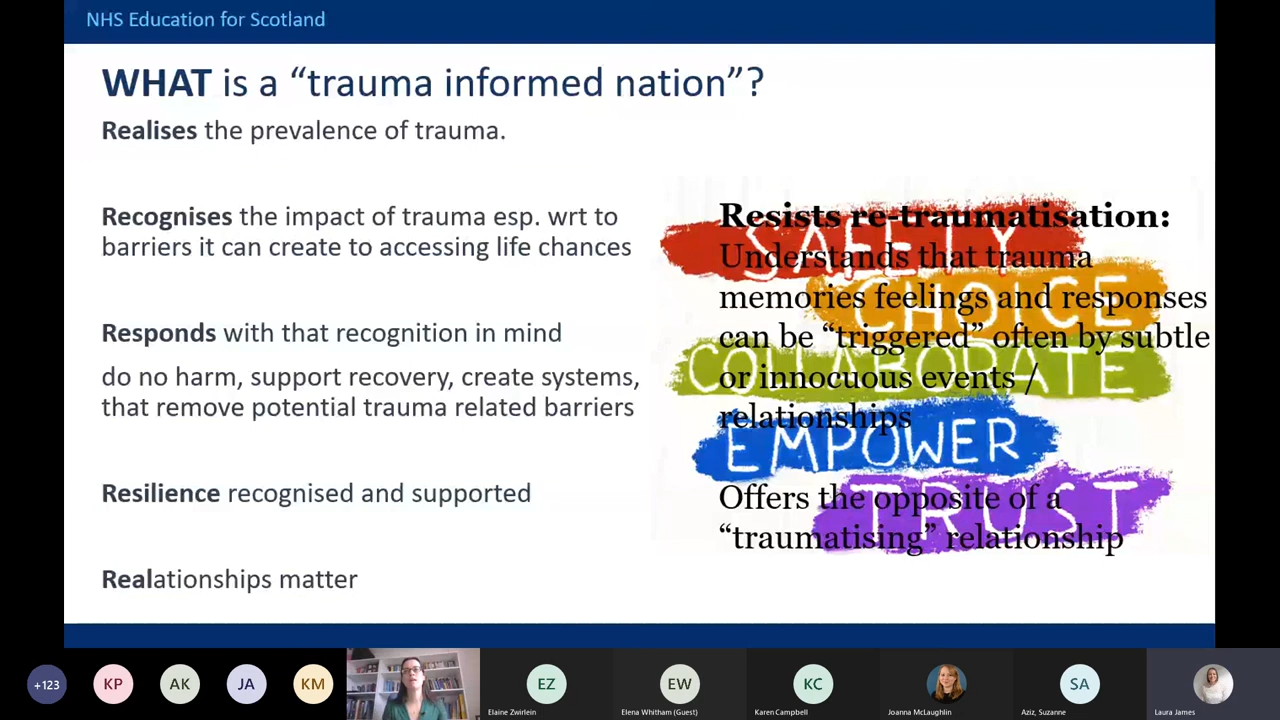 NHS Education for Scotland
WHAT is a “trauma informed nation”?
Realises the prevalence of trauma.
Recognises the impact of trauma esp. wrt to
barriers it can create to accessing life chances
Responds with that recognition in mind
do no harm, support recovery, create systems,
that remove potential trauma related barriers
Resilience recognised and supported
Realationships matter
Resists re-traumatisation:
Understands that trauma
memories feelings and responses
can be “triggered” often by subtle
or innocuous events /
relationships
Offers the opposite of a
“traumatising” relationship
SAFETY
CHOICE
COLLABORATE
EMPOWER
TRUST
+123
KP
AK
JA
KM
EZ
Elaine Zwirlein
EW
Elena Whitham (Guest)
KC
Karen Campbell
Joanna McLaughlin
SA
Aziz, Suzanne
Laura James